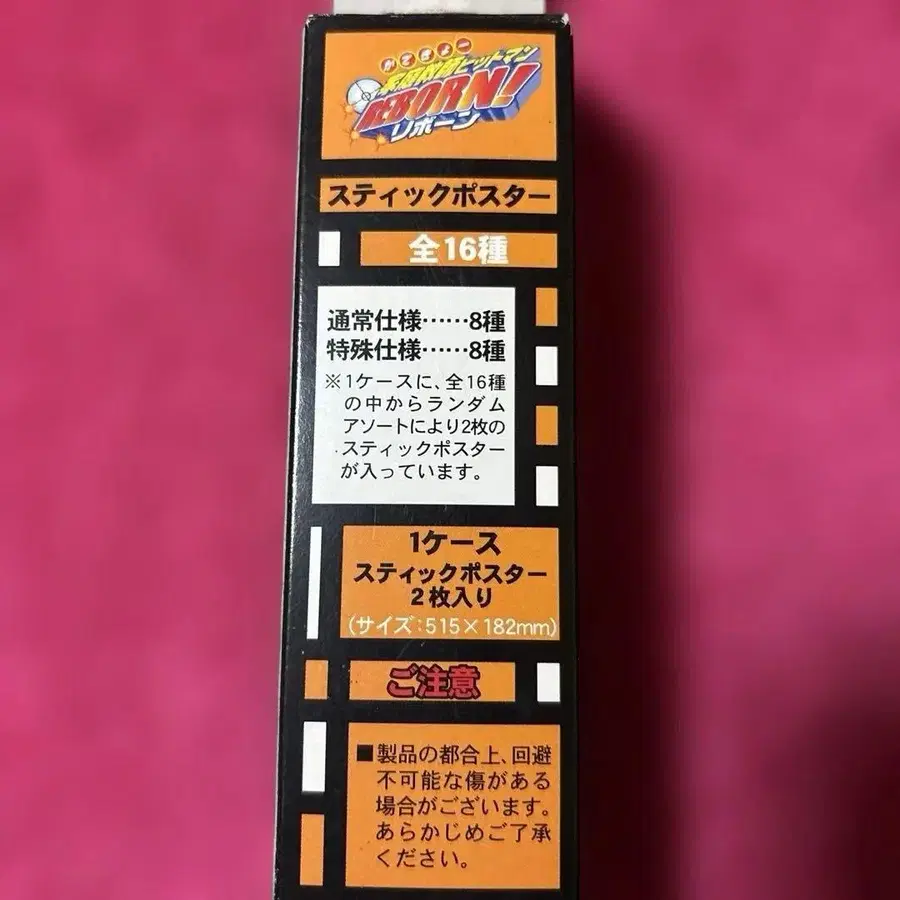 かてきょー
家庭教師ヒットマン
REBORN!
リボーン
スティックポスター
全16種
通常仕様……8種
特殊仕様……8種
※1ケースに、全16種
の中からランダム
アソートにより2枚の
スティックポスター
が入っています。
1ケース
スティックポスター
2枚入り
(サイズ:515×182mm)
ご注意
■製品の都合上、回避
不可能な傷がある
場合がございます。
あらかじめご了承
ください。